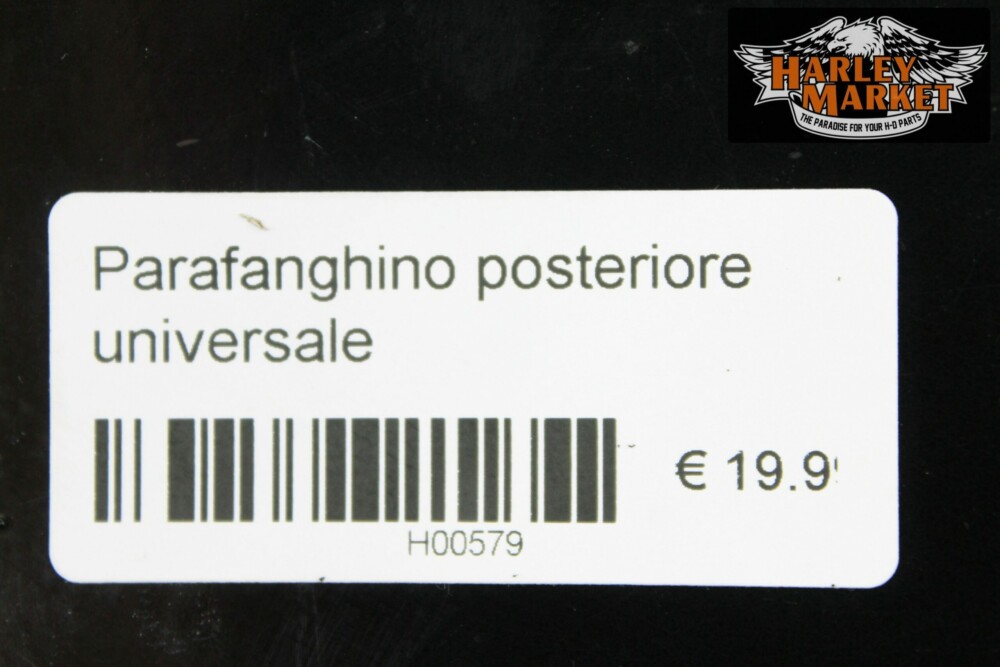 HARLEY
MARKET
THE PARADISE FOR YOUR H-D PARTS
Parafanghino posteriore
universale
€ 19.9
H00579